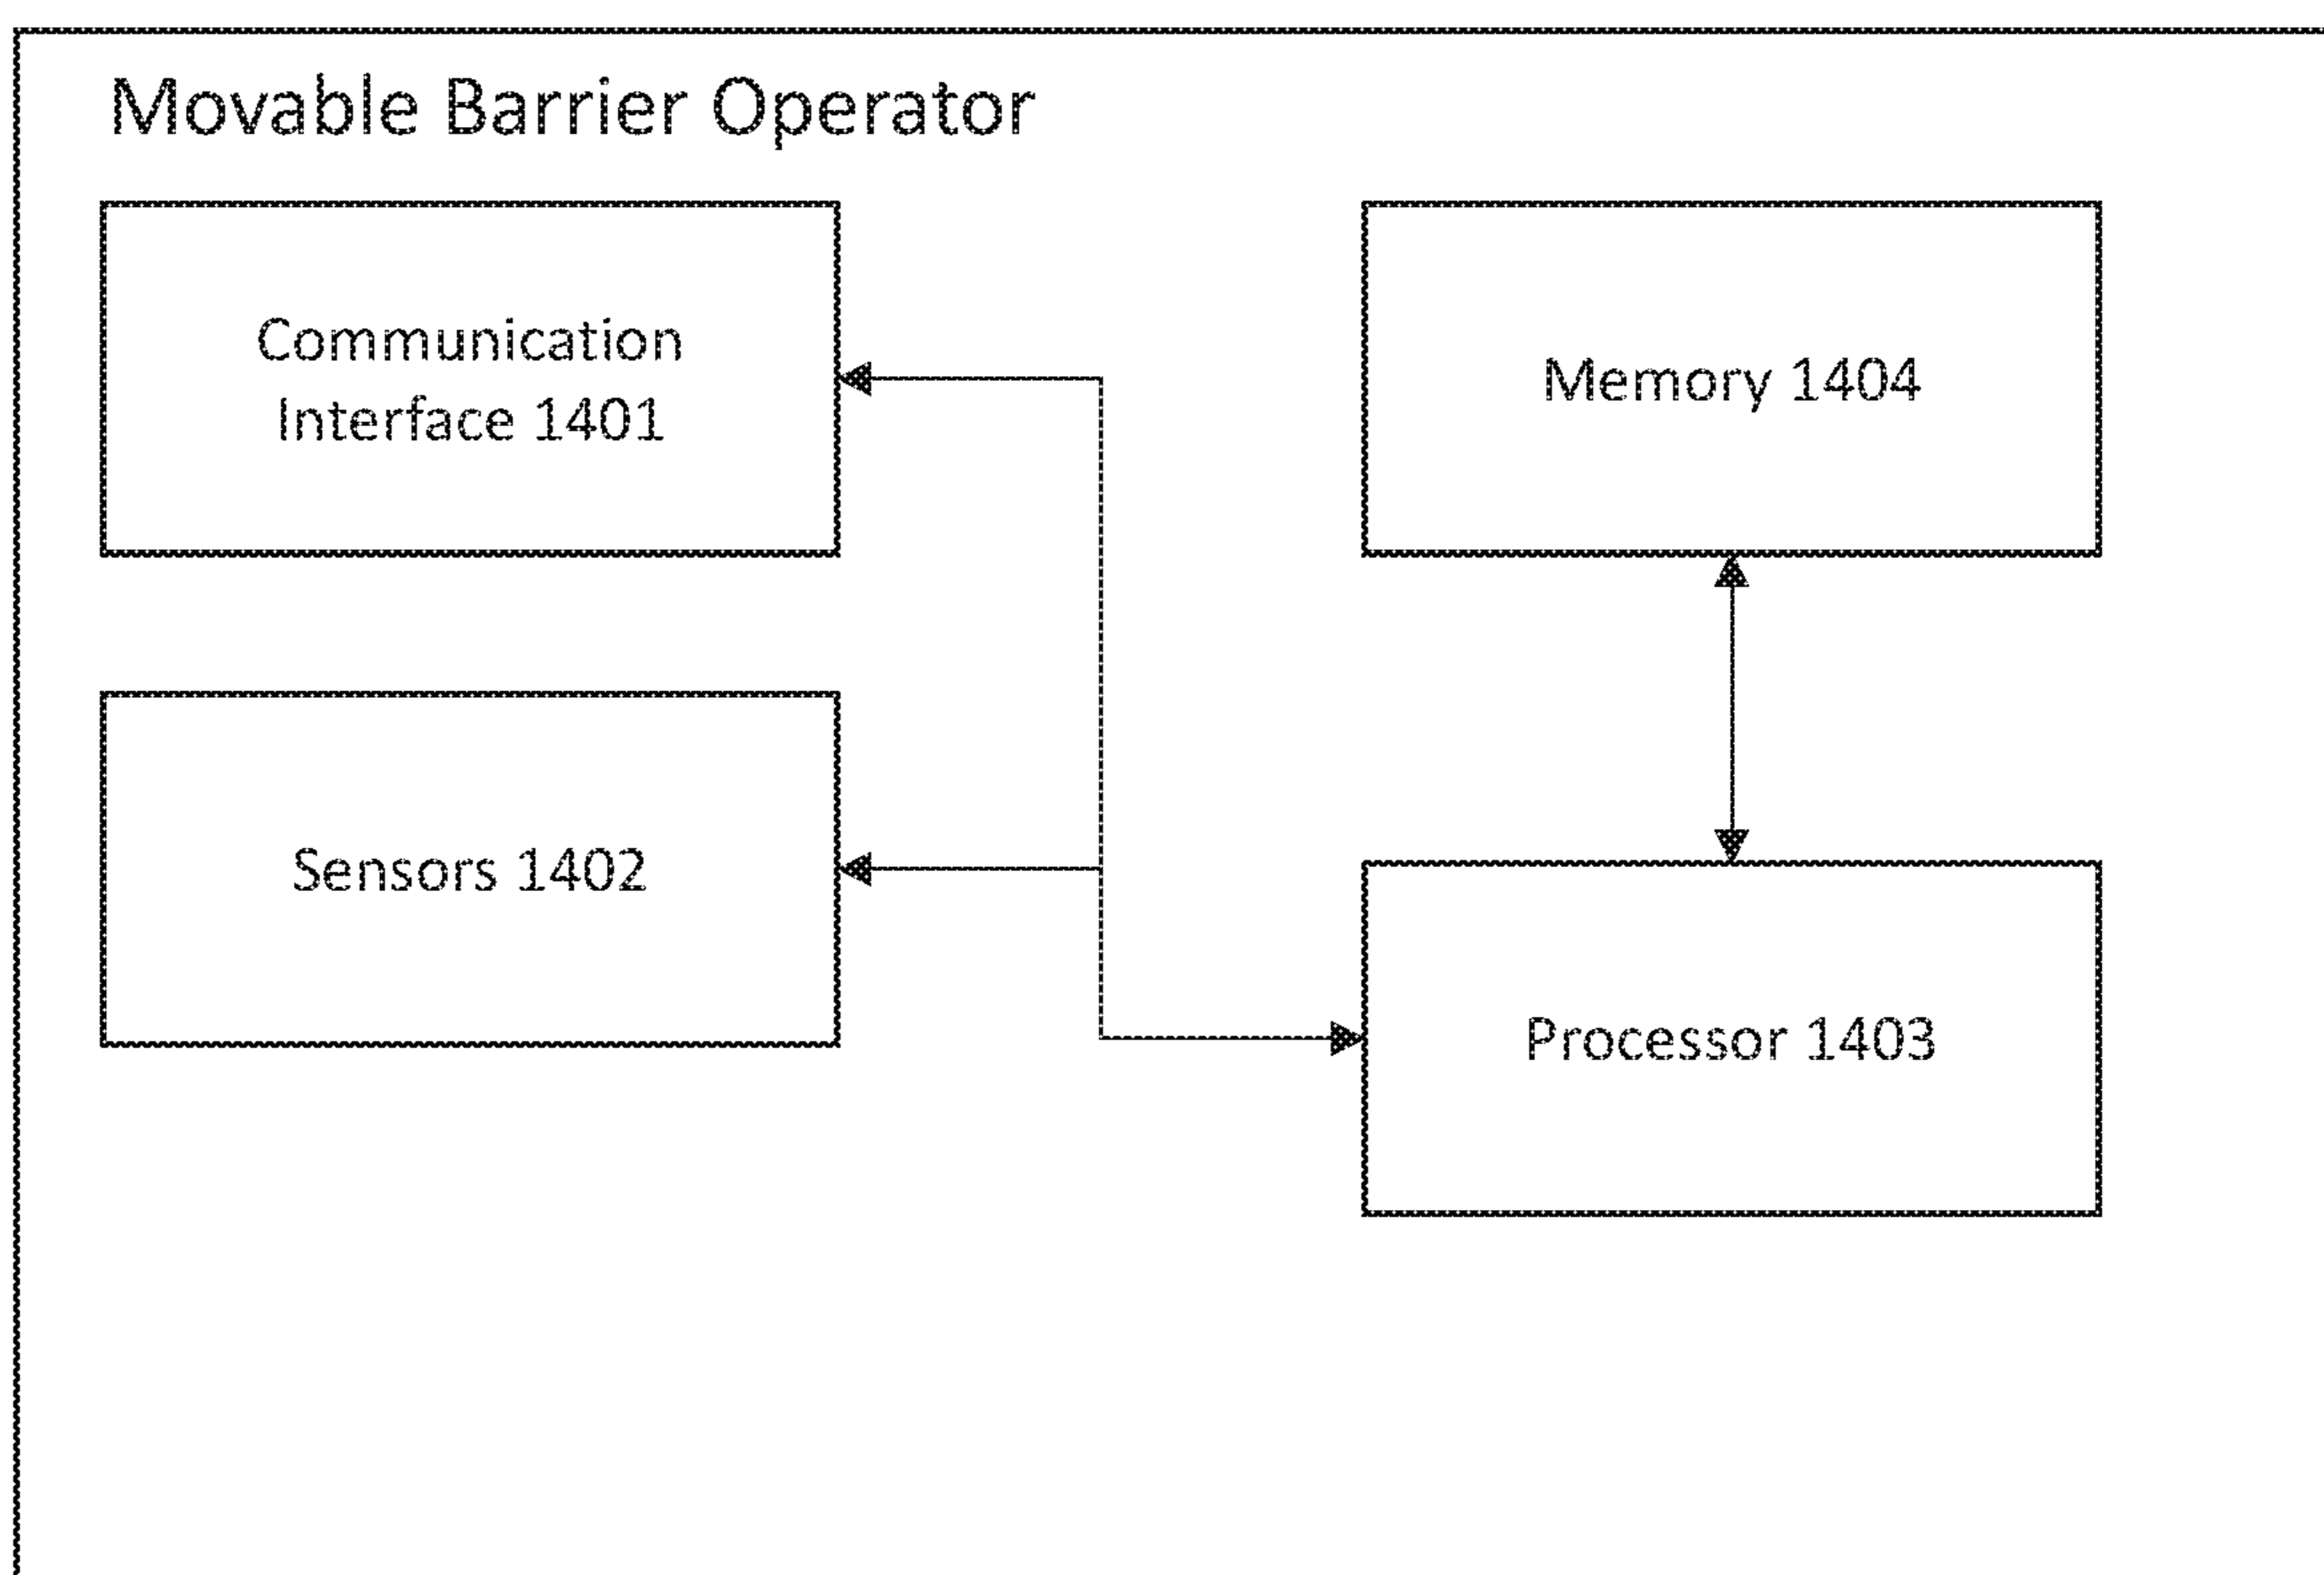 Movable Barrier Operator
Communication
Interface 1401
Memory 1404
Sensors 1402
Processor 1403